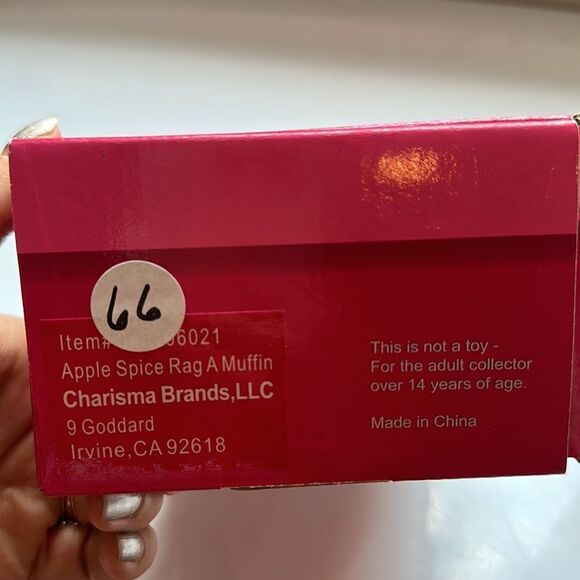 66
Item# 6021
Apple Spice Rag A Muffin
Charisma Brands,LLC
9 Goddard
Irvine,CA 92618
This is not a toy -
For the adult collector
over 14 years of age.
Made in China